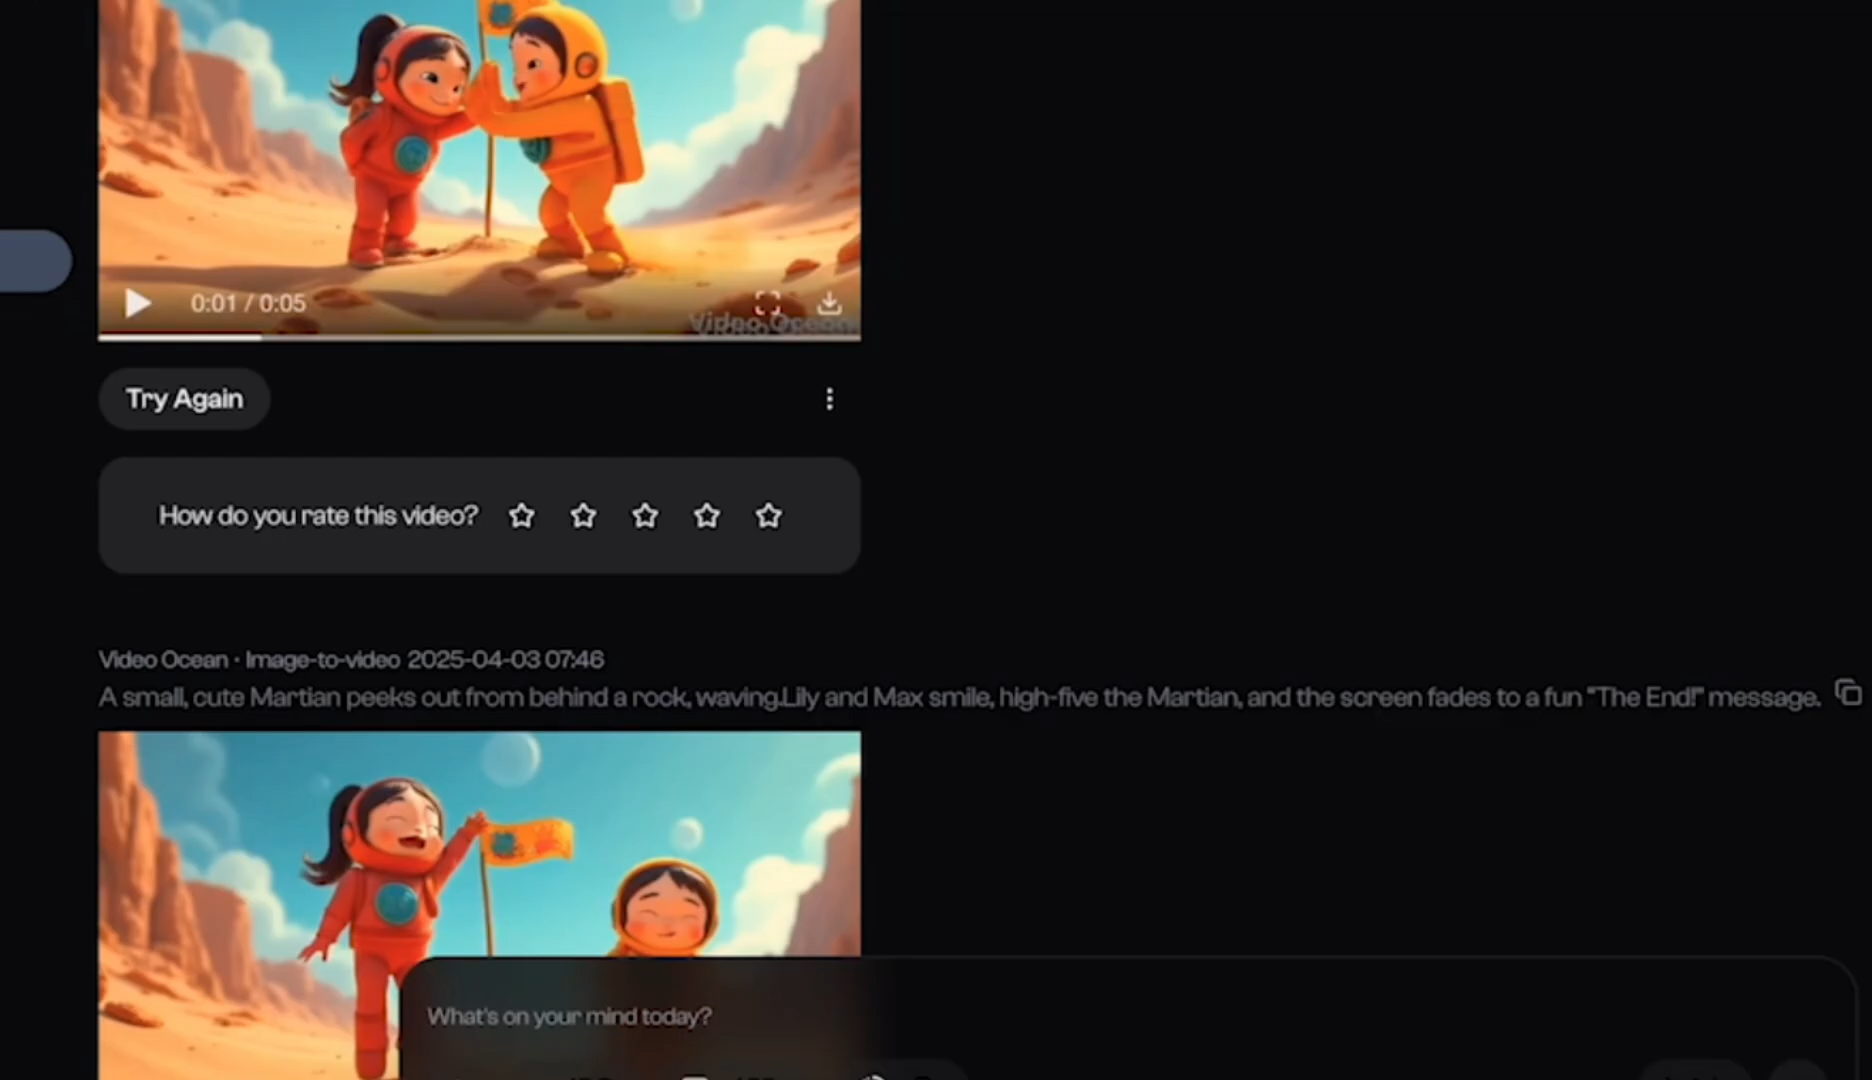 0:01 / 0:05
Video Ocean
Try Again
How do you rate this video?
Video Ocean · Image-to-video 2025-04-03 07:46
A small, cute Martian peeks out from behind a rock, waving.Lily and Max smile, high-five the Martian, and the screen fades to a fun "The End!" message.
What's on your mind today?